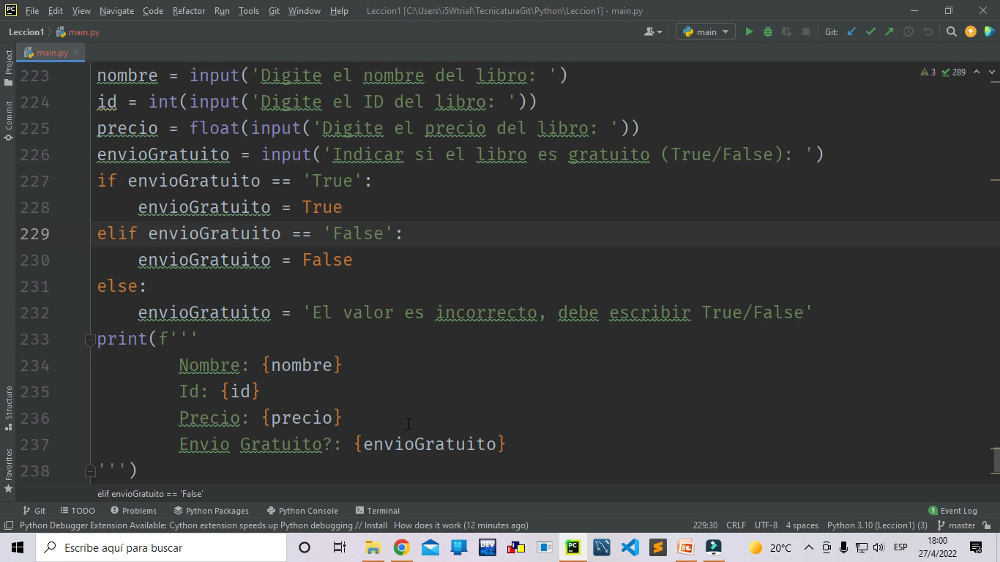 PC File Edit View Navigate Code Refactor Run Tools Git Window Help Leccion1 [C:\Users\i5Wtrial\TecnicaturaGit\Python\Leccion1] - main.py
Leccion1 main.py main Git:
main.py
Project
Commit
Structure
Favorites
3 289
223 nombre = input('Digite el nombre del libro: ')
224 id = int(input('Digite el ID del libro: '))
225 precio = float(input('Digite el precio del libro: '))
226 envioGratuito = input('Indicar si el libro es gratuito (True/False): ')
227 if envioGratuito == 'True':
228 envioGratuito = True
229 elif envioGratuito == 'False':
230 envioGratuito = False
231 else:
232 envioGratuito = 'El valor es incorrecto, debe escribir True/False'
233 print(f'''
234 Nombre: {nombre}
235 Id: {id}
236 Precio: {precio}
237 Envio Gratuito?: {envioGratuito}
238 ''')
elif envioGratuito == 'False'
Git TODO Problems Python Packages Python Console Terminal 1 Event Log
Python Debugger Extension Available: Cython extension speeds up Python debugging // Install How does it work (12 minutes ago) 229:30 CRLF UTF-8 4 spaces Python 3.10 (Leccion1) (3) master
Escribe aquí para buscar DEV PC 20°C ESP 18:00
27/4/2022